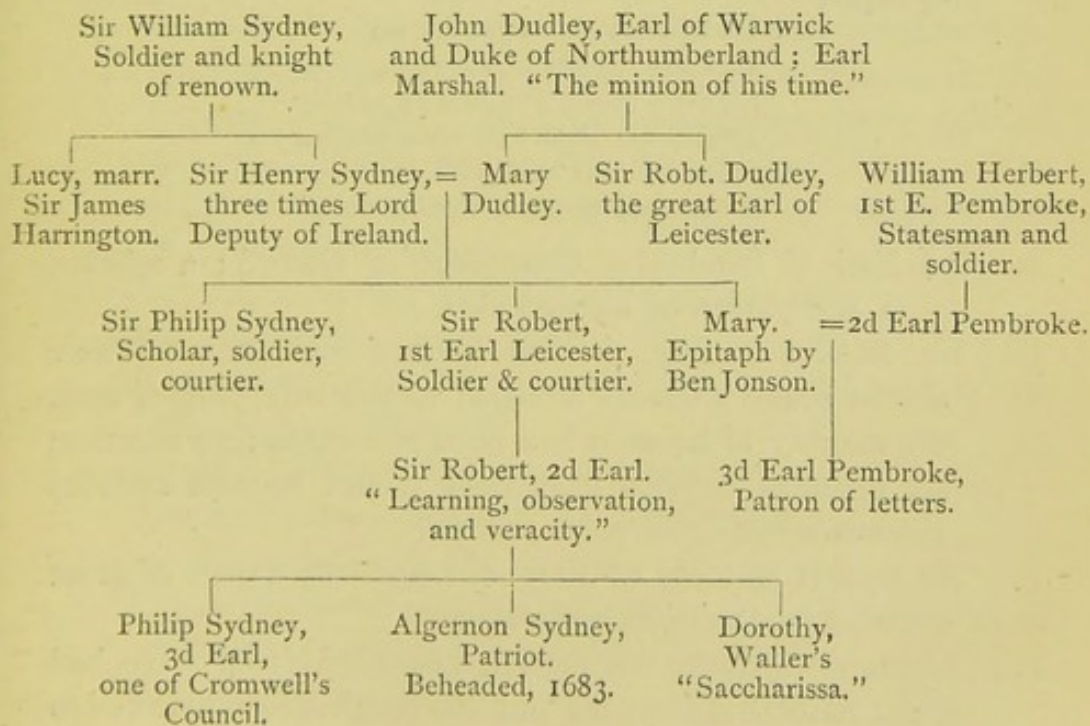 Sir William Sydney,
Soldier and knight
of renown.
John Dudley, Earl of Warwick
and Duke of Northumberland : Earl
Marshal. “The minion of his time.”
Lucy, marr.
Sir James
Harrington.
Sir Henry Sydney, =
three times Lord
Deputy of Ireland.
Mary
Dudley.
Sir Robt. Dudley,
the great Earl of
Leicester.
William Herbert,
1st E. Pembroke,
Statesman and
soldier.
Sir Philip Sydney,
Scholar, soldier,
courtier.
Sir Robert,
1st Earl Leicester,
Soldier & courtier.
Mary.
Epitaph by
Ben Jonson.
= 2d Earl Pembroke.
Sir Robert, 2d Earl.
“Learning, observation,
and veracity.”
3d Earl Pembroke,
Patron of letters.
Philip Sydney,
3d Earl,
one of Cromwell’s
Council.
Algernon Sydney,
Patriot.
Beheaded, 1683.
Dorothy,
Waller’s
“Saccharissa.”